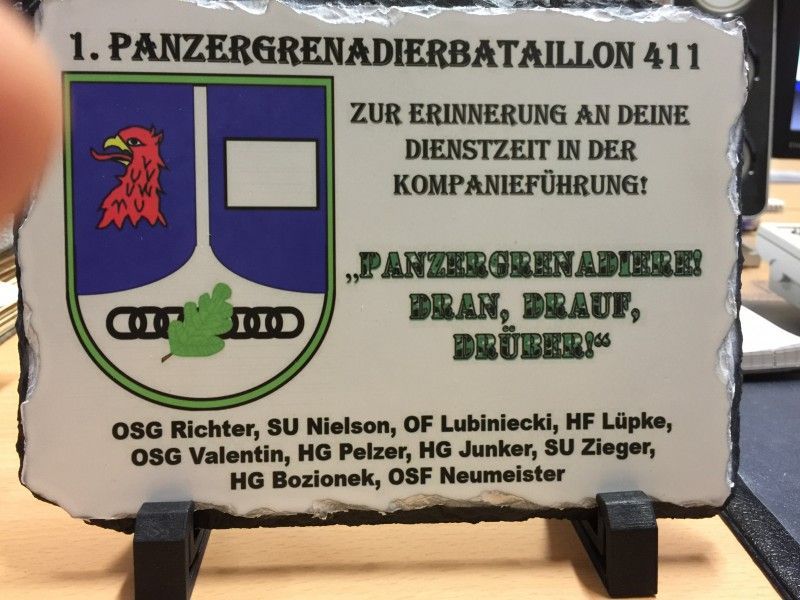 1. PANZERGRENADIERBATAILLON 411
ZUR ERINNERUNG AN DEINE
DIENSTZEIT IN DER
KOMPANIEFÜHRUNG!
„PANZERGRENADIERE!
DRAN, DRAUF,
DRÜBER!“
OSG Richter, SU Nielson, OF Lubiniecki, HF Lüpke,
OSG Valentin, HG Pelzer, HG Junker, SU Zieger,
HG Bozionek, OSF Neumeister